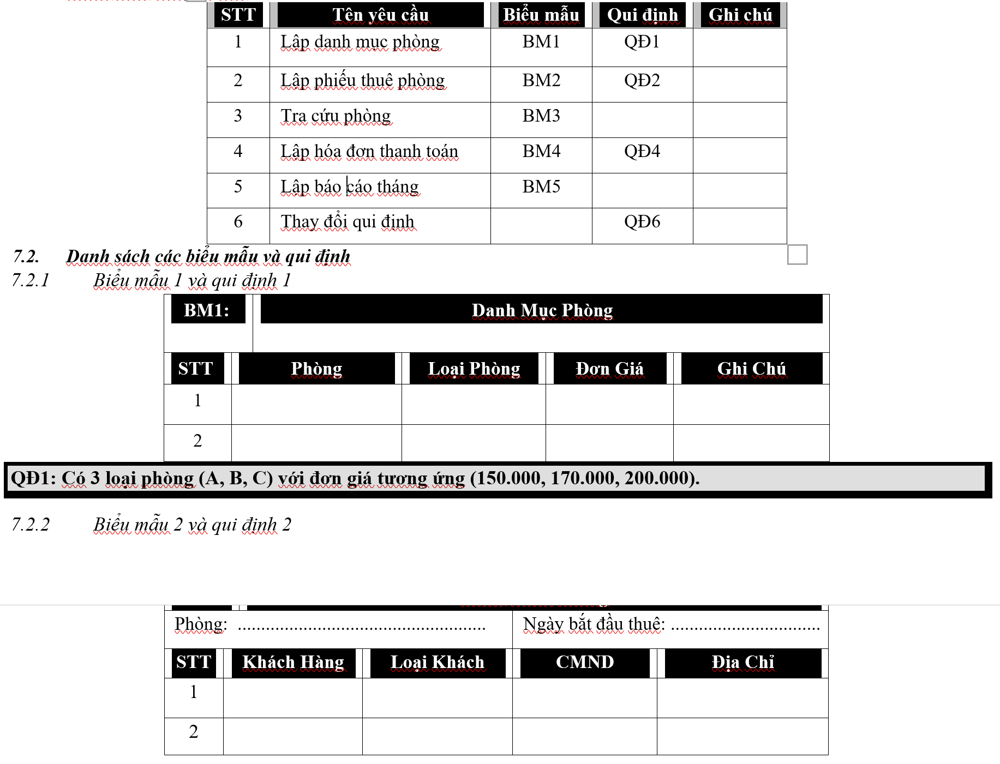 STT Tên yêu cầu Biểu mẫu Qui định Ghi chú
1 Lập danh mục phòng BM1 QĐ1
2 Lập phiếu thuê phòng BM2 QĐ2
3 Tra cứu phòng BM3
4 Lập hóa đơn thanh toán BM4 QĐ4
5 Lập báo cáo tháng BM5
6 Thay đổi qui định QĐ6
7.2. Danh sách các biểu mẫu và qui định
7.2.1 Biểu mẫu 1 và qui định 1
BM1: Danh Mục Phòng
STT Phòng Loại Phòng Đơn Giá Ghi Chú
1
2
QĐ1: Có 3 loại phòng (A, B, C) với đơn giá tương ứng (150.000, 170.000, 200.000).
7.2.2 Biểu mẫu 2 và qui định 2
Phòng: ..................................................... Ngày bắt đầu thuê: ................................
STT Khách Hàng Loại Khách CMND Địa Chỉ
1
2